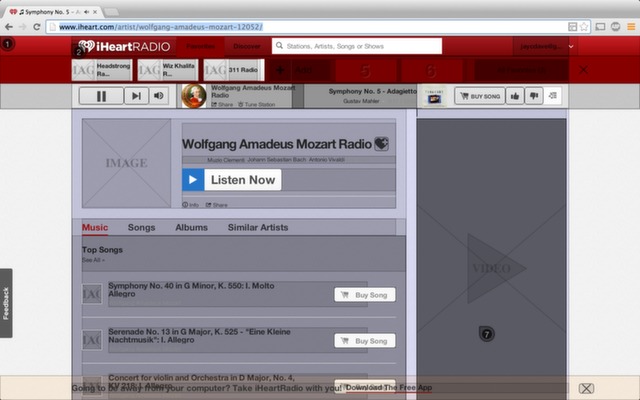 Symphony No. 5 - A
www.iheart.com/artist/wolfgang-amadeus-mozart-12052/
1
2
iHeartRADIO
Discover
Stations, Artists, Songs or Shows
Headstrong Ra...
Wiz Khalifa R...
311 Radio
5
6
Wolfgang Amadeus Mozart
Radio
Share
Tune Station
Symphony No. 5 - Adagietto
Gustav Mahler
BUY SONG
IMAGE
Wolfgang Amadeus Mozart Radio
Muzio Clementi Johann Sebastian Bach Antonio Vivaldi
Listen Now
Info
Share
Music
Songs
Albums
Similar Artists
Top Songs
See All
Symphony No. 40 in G Minor, K. 550: I. Molto
Allegro
Buy Song
Serenade No. 13 in G Major, K. 525 - "Eine Kleine
Nachtmusik": I. Allegro
Buy Song
Concert for violin and Orchestra in D Major, No. 4,
KV 218: I. Allegro
Buy Song
VIDEO
7
Feedback
Going to be away from your computer? Take iHeartRadio with you! Download The Free App